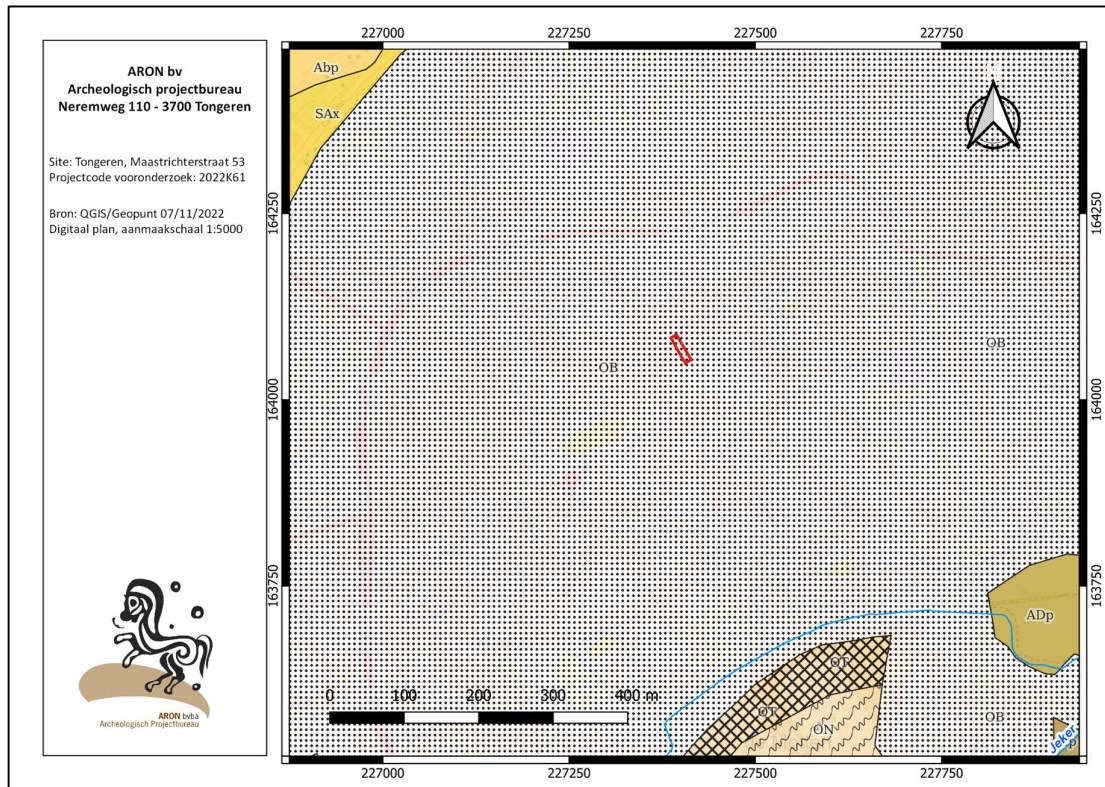 ARON bv
Archeologisch projectbureau
Neremweg 110 - 3700 Tongeren
Site: Tongeren, Maastrichterstraat 53
Projectcode vooronderzoek: 2022K61
Bron: QGIS/Geopunt 07/11/2022
Digitaal plan, aanmaakschaal 1:5000
ARON bvba
Archeologisch Projectbureau
227000 227250 227500 227750
Abp
SAx
164250 164250
OB
OB
164000 164000
163750 163750
ADp
OT
OT
ON
OB
Jeker
0 100 200 300 400 m
227000 227250 227500 227750